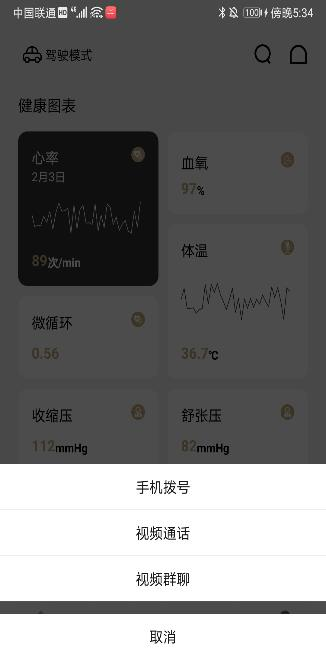 中国联通 HD 4G 100 傍晚5:34
驾驶模式
健康图表
心率
2月3日
89次/min
血氧
97%
体温
36.7℃
微循环
0.56
收缩压
112mmHg
舒张压
82mmHg
手机拨号
视频通话
视频群聊
取消